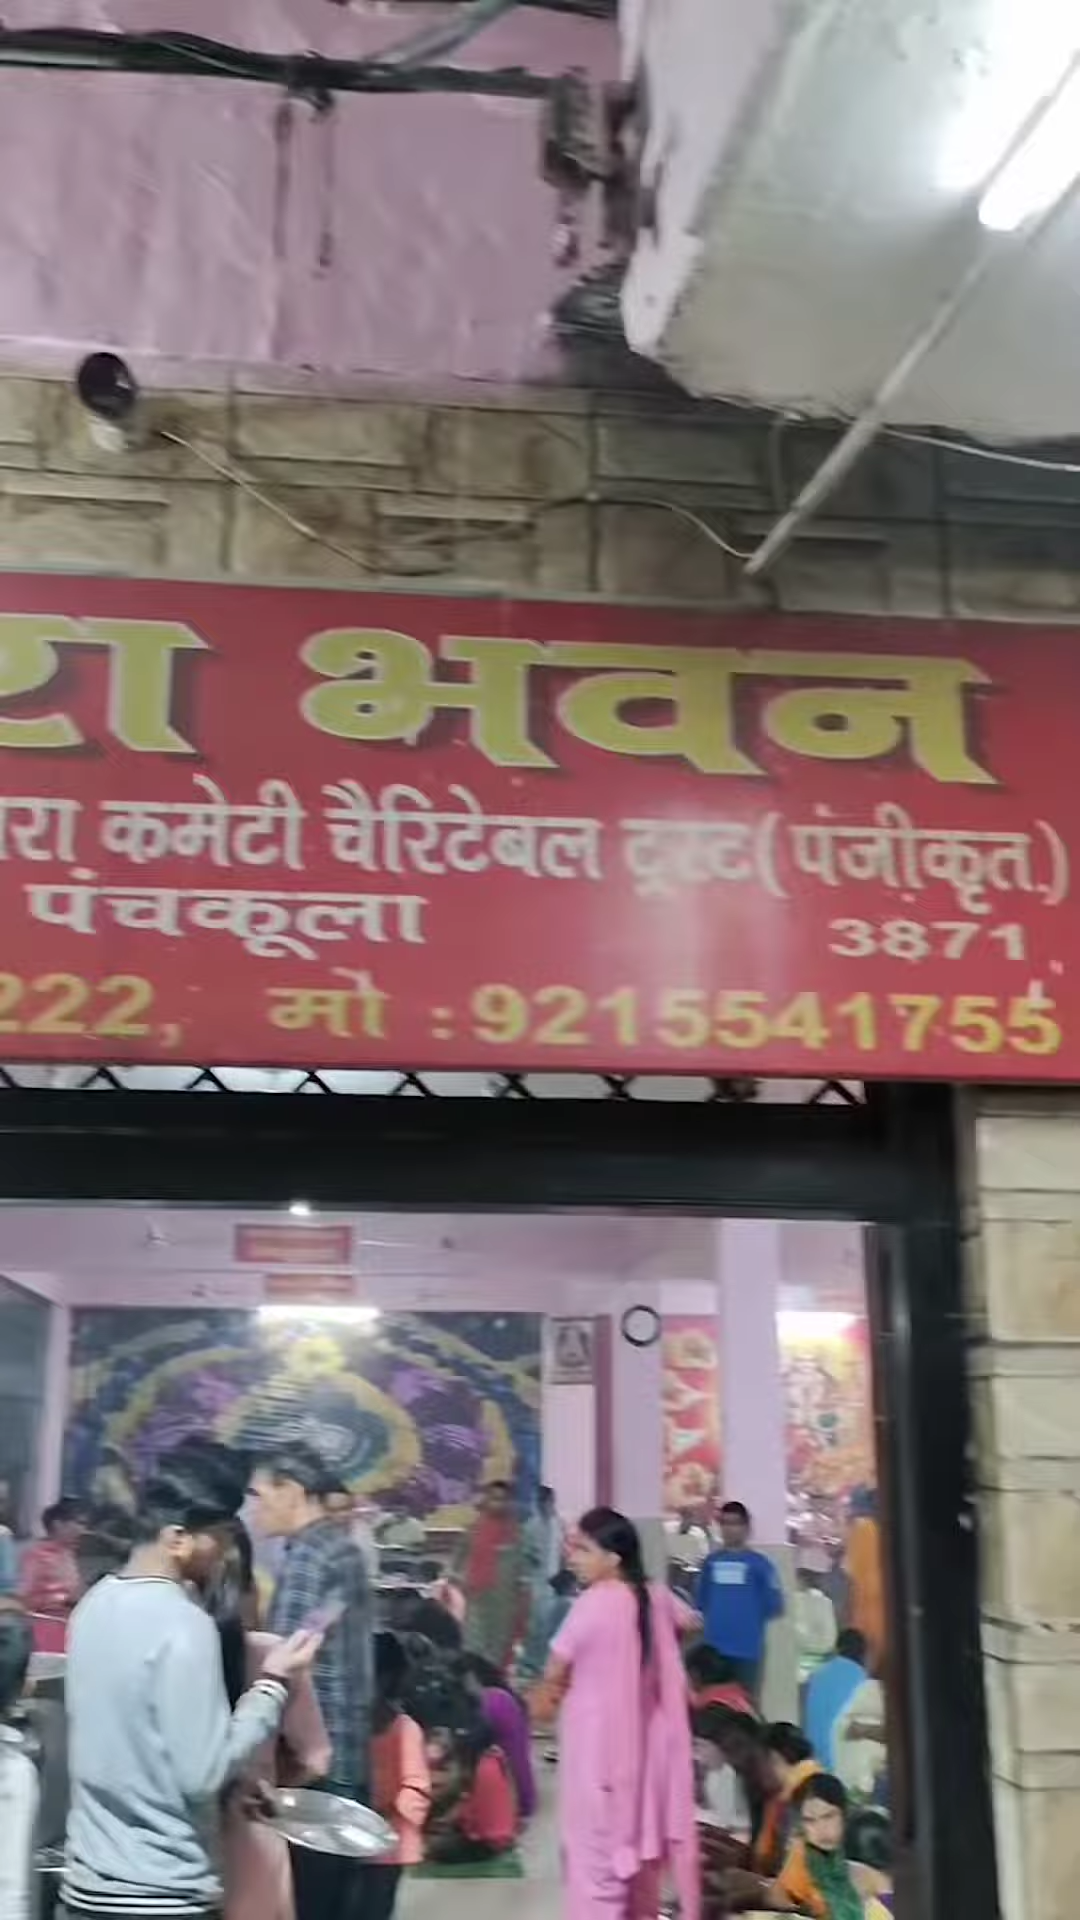 रा भवन
ारा कमेटी चैरिटेबल ट्रस्ट (पंजीकृत.)
पंचकूला
3871
222, मो : 9215541755